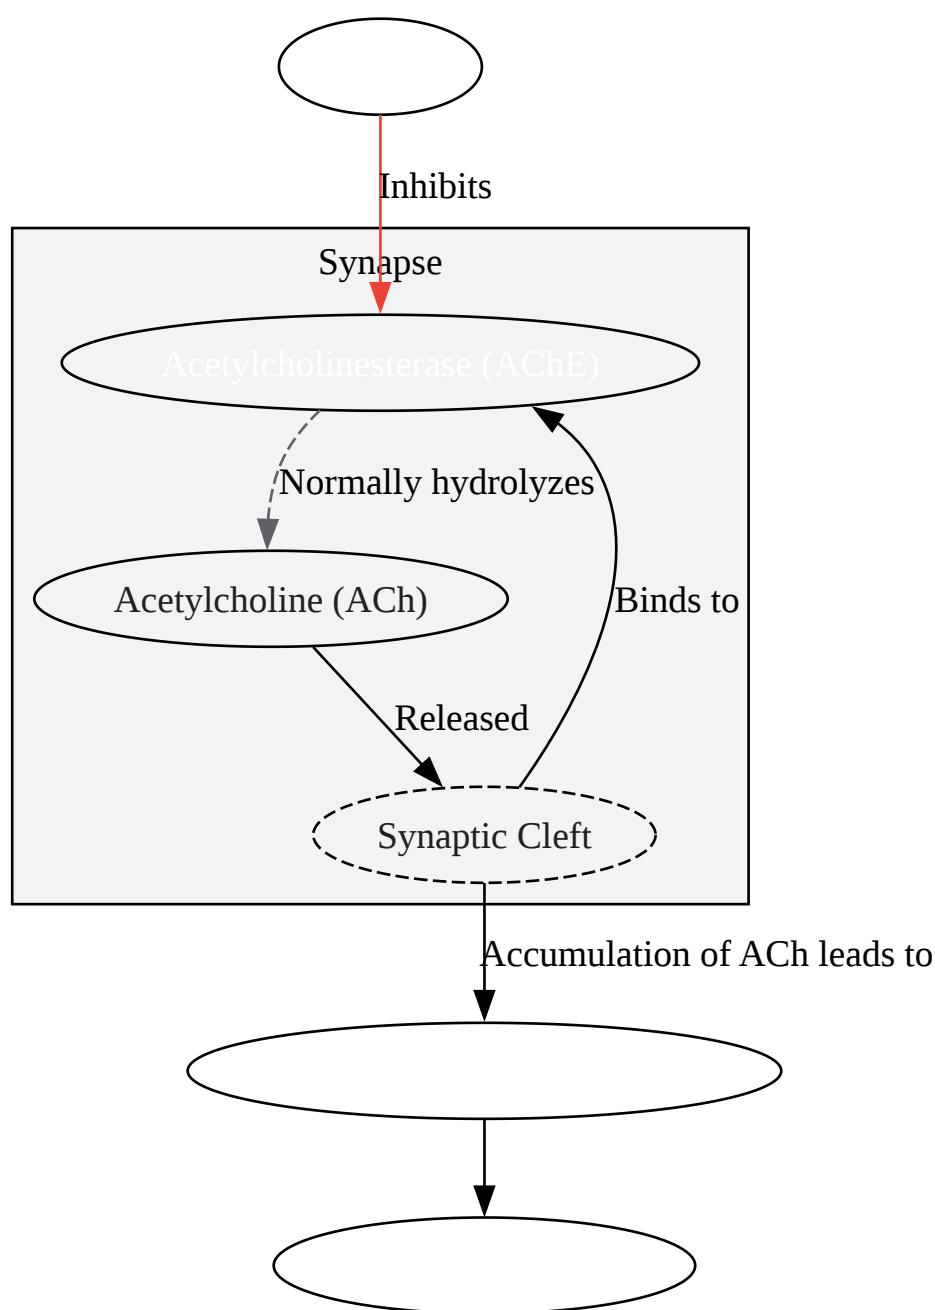 Inhibits
Synapse
Acetylcholinesterase (AChE)
Normally hydrolyzes
Acetylcholine (ACh)
Binds to
Released
Synaptic Cleft
Accumulation of ACh leads to